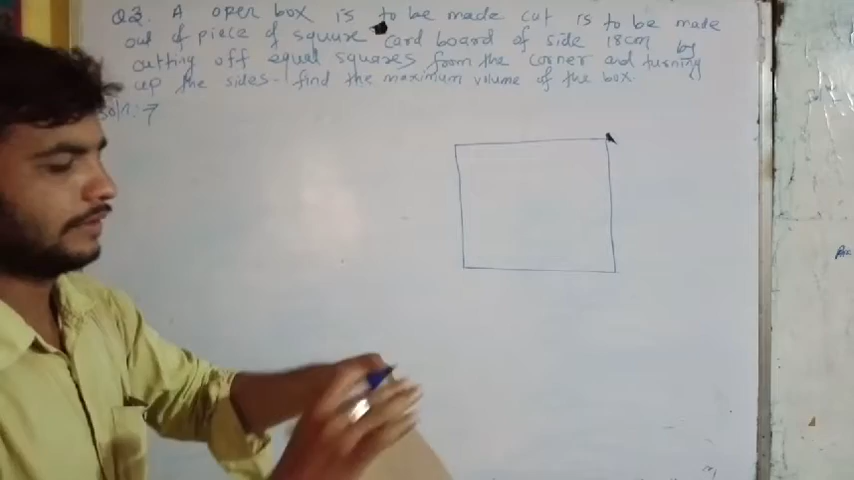 Q2. A open box is to be made cut is to be made
out of piece of square card board of side 18cm by
cutting off equal squares from the corner and turning
up the sides. find the maximum volume of the box.
Soln:→